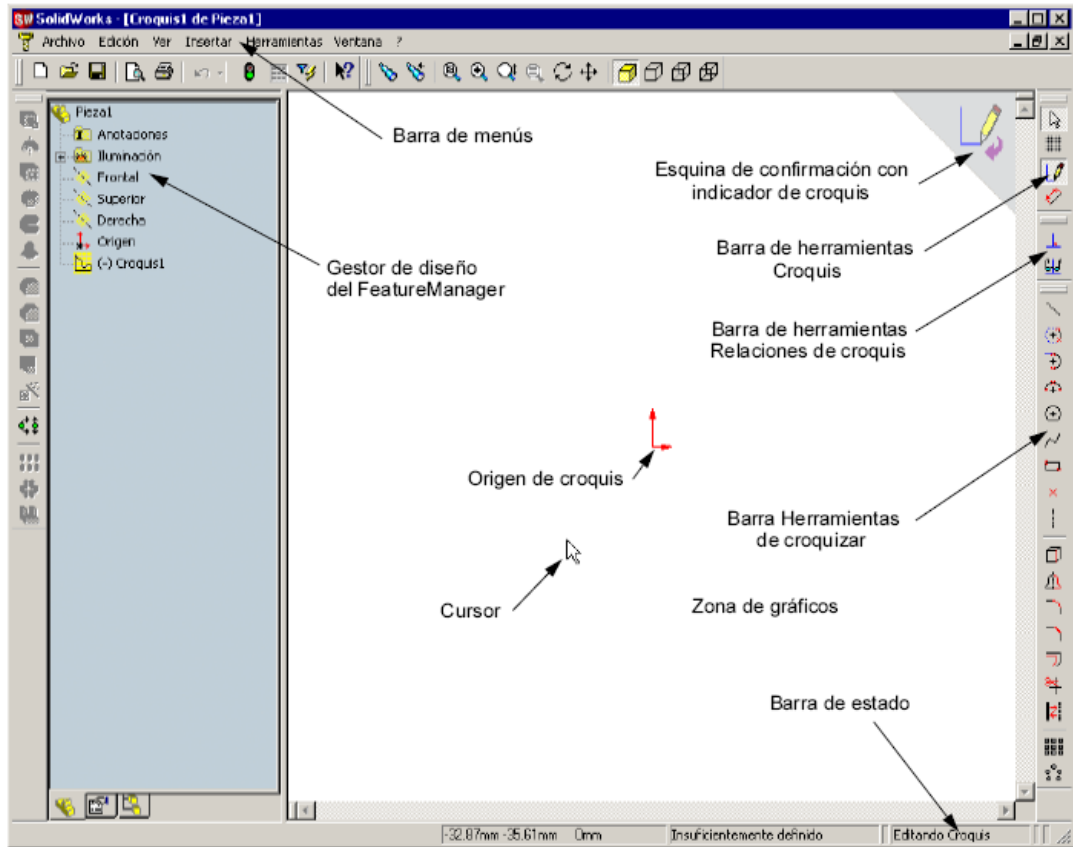 SolidWorks - [Croquis1 de Pieza1]
Archivo Edición Ver Insertar Herramientas Ventana ?
Pieza1
Anotaciones
Iluminación
Frontal
Superior
Derecha
Origen
(-) Croquis1
Barra de menús
Esquina de confirmación con
indicador de croquis
Barra de herramientas
Croquis
Gestor de diseño
del FeatureManager
Barra de herramientas
Relaciones de croquis
Origen de croquis
Barra Herramientas
de croquizar
Cursor
Zona de gráficos
Barra de estado
-32.87mm -35.61mm 0mm Insuficientemente definido Editando Croquis